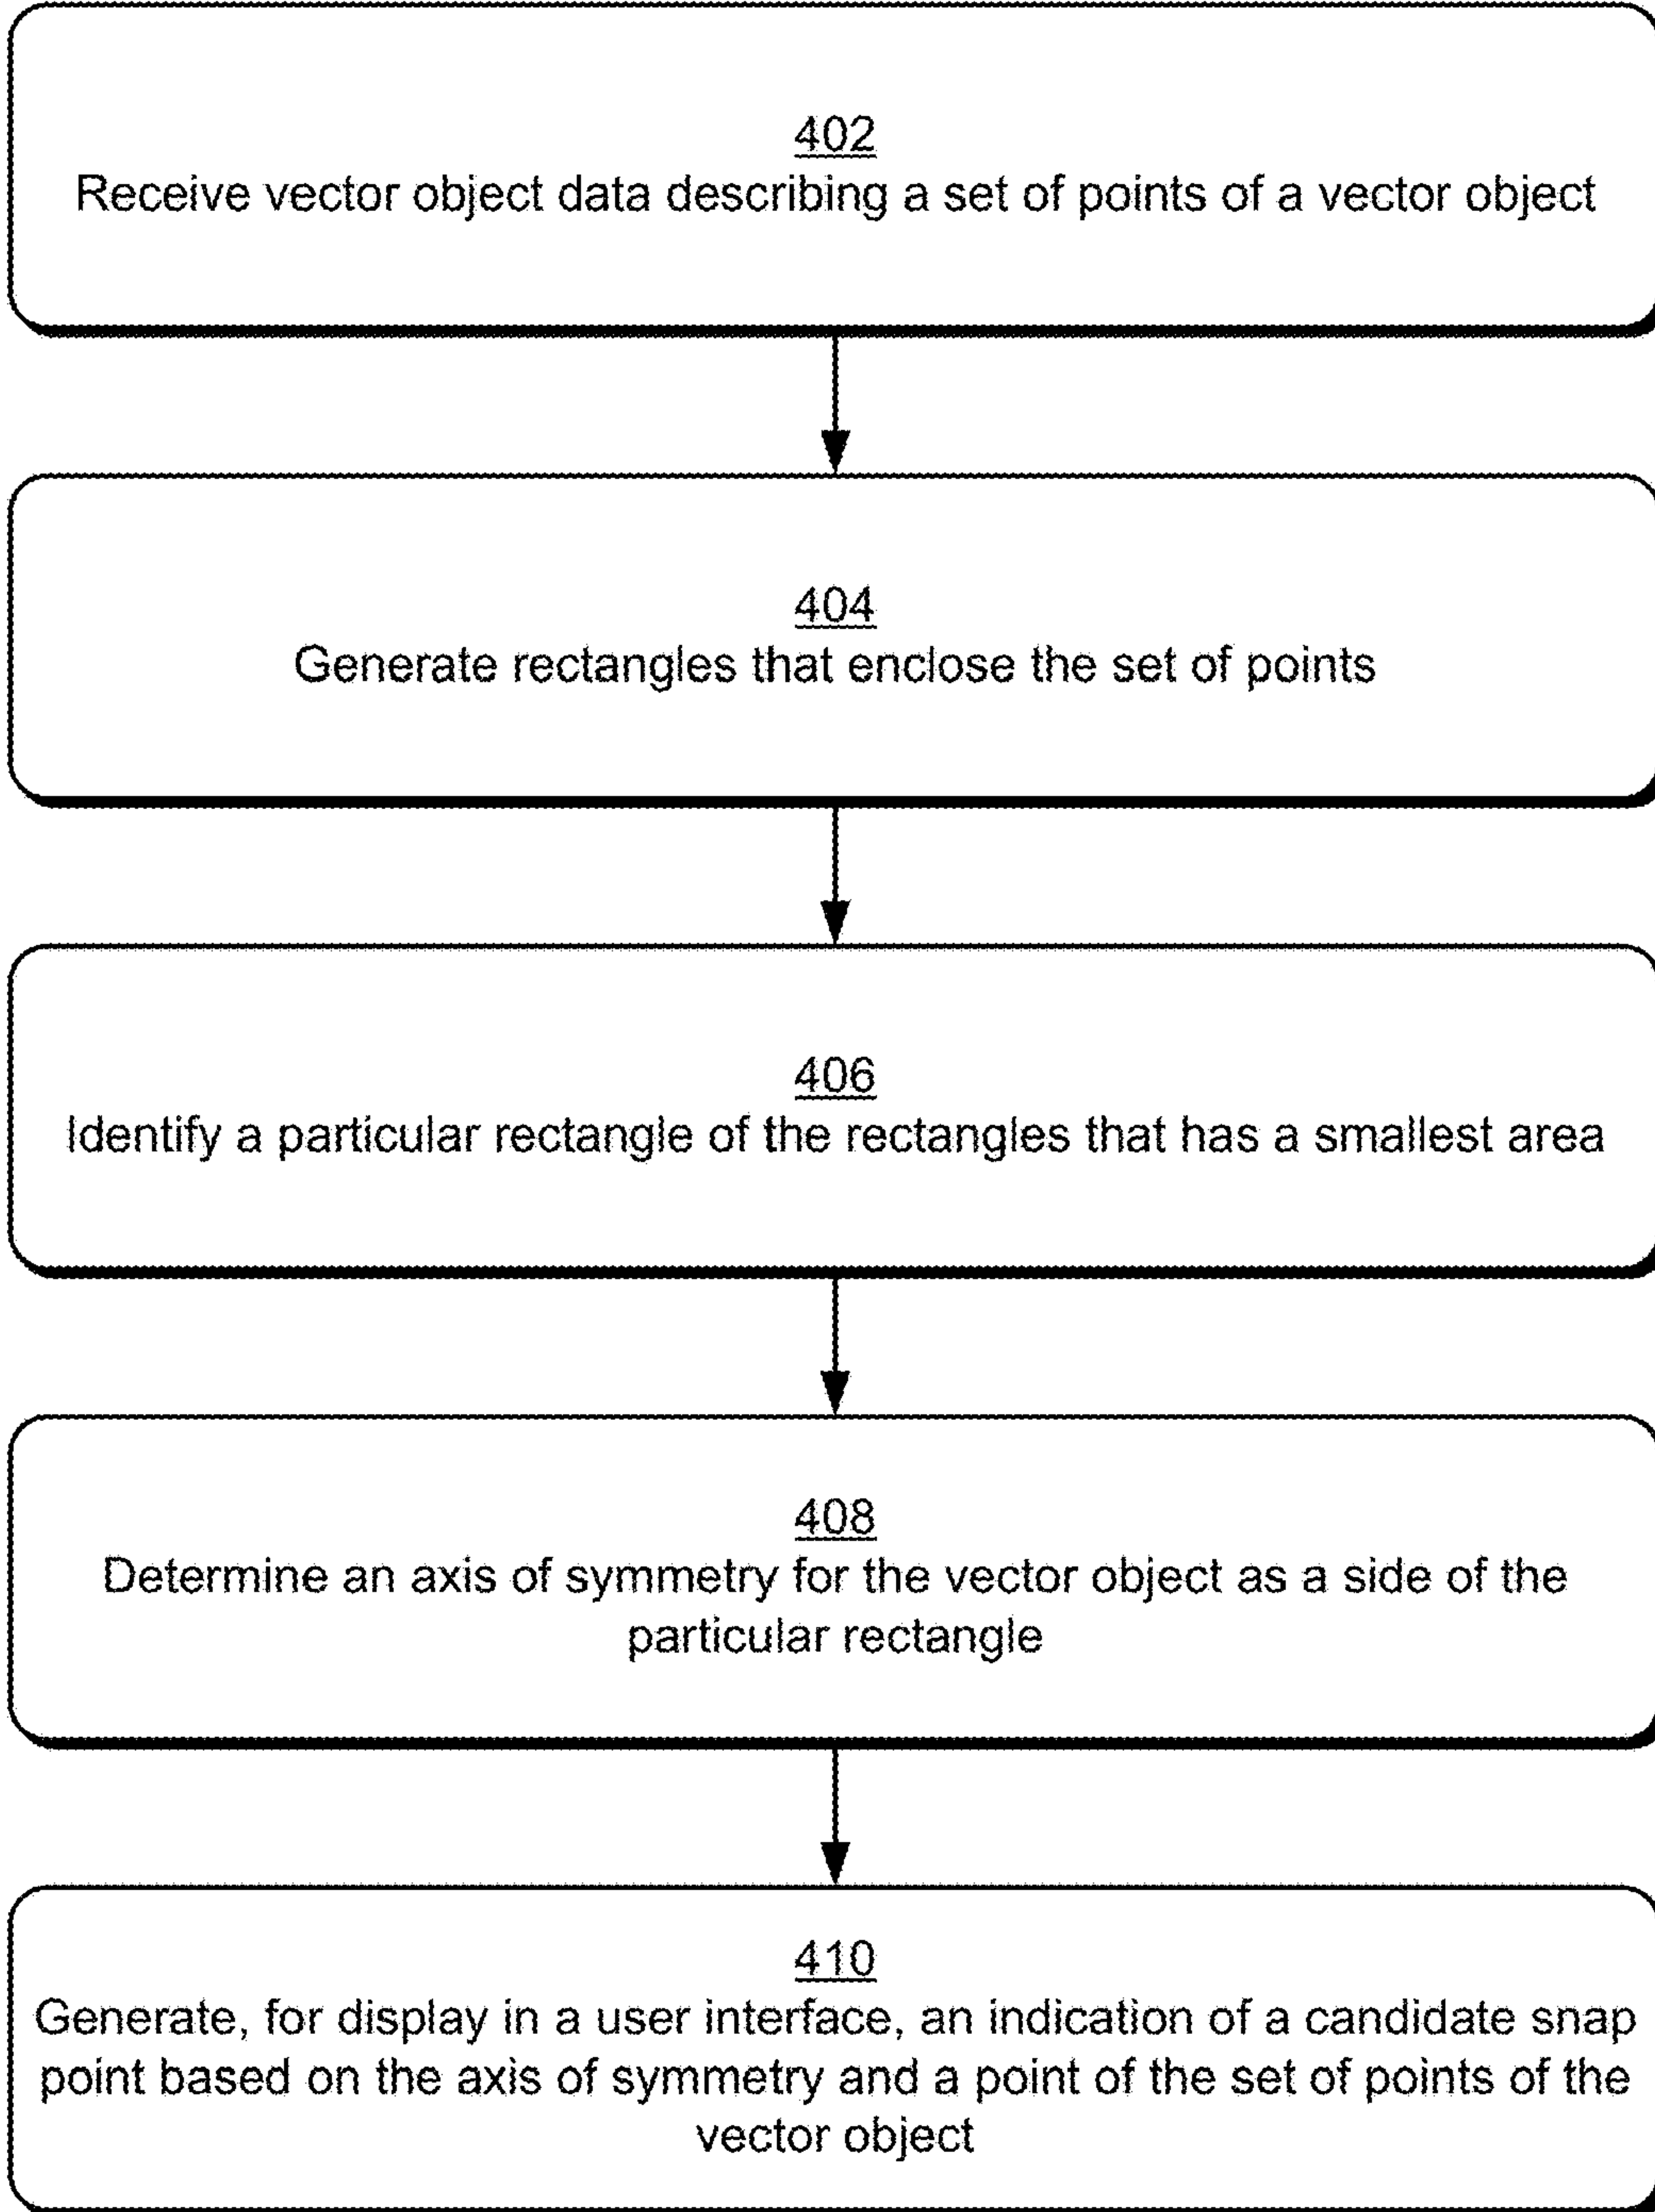 402
Receive vector object data describing a set of points of a vector object
404
Generate rectangles that enclose the set of points
406
Identify a particular rectangle of the rectangles that has a smallest area
408
Determine an axis of symmetry for the vector object as a side of the
particular rectangle
410
Generate, for display in a user interface, an indication of a candidate snap
point based on the axis of symmetry and a point of the set of points of the
vector object